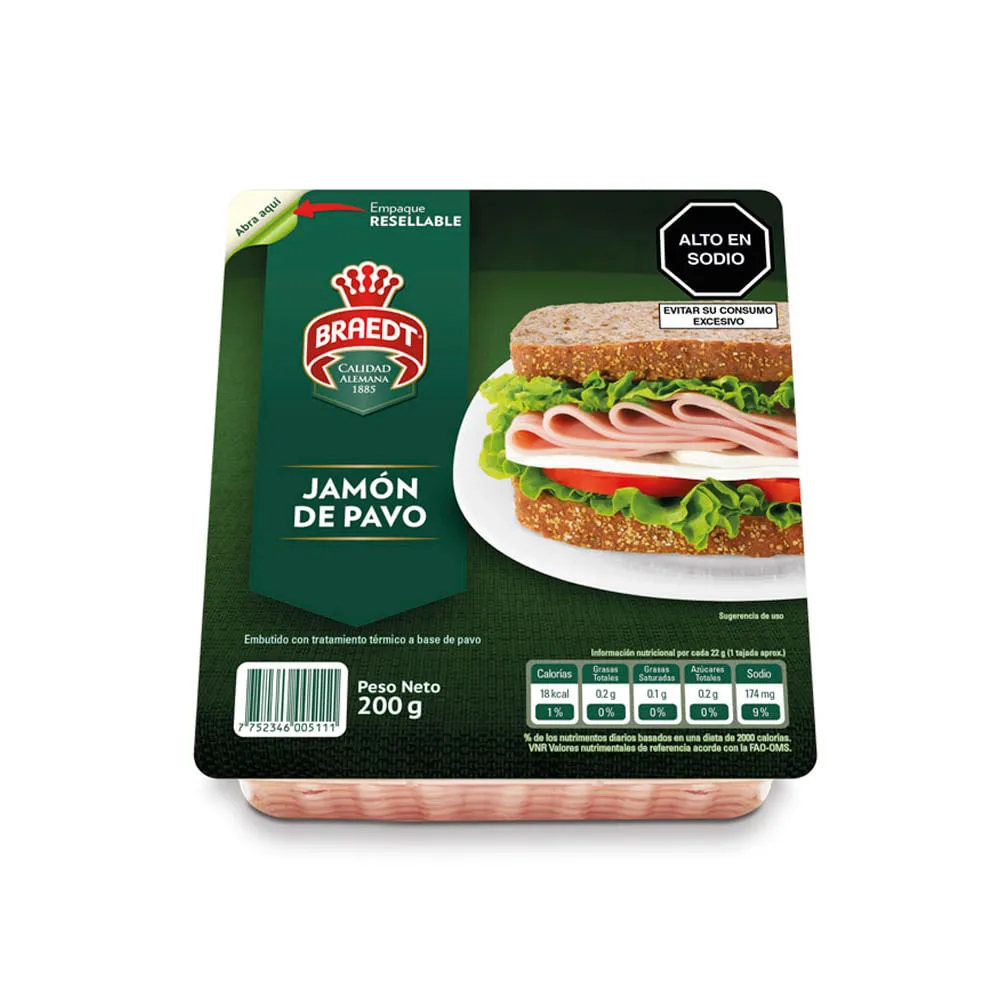 Abra aquí
Empaque
RESELLABLE
ALTO EN
SODIO
EVITAR SU CONSUMO
EXCESIVO
BRAEDT
CALIDAD
ALEMANA
1885
JAMÓN
DE PAVO
Sugerencia de uso
Embutido con tratamiento térmico a base de pavo
Información nutricional por cada 22 g (1 tajada aprox.)
Calorías Grasas Totales Grasas Saturadas Azúcares Totales Sodio
18 kcal 0.2 g 0.1 g 0.2 g 174 mg
1% 0% 0% 0% 9%
Peso Neto
200 g
7 752346 005111
% de los nutrimentos diarios basados en una dieta de 2000 calorías.
VNR Valores nutrimentales de referencia acorde con la FAO-OMS.